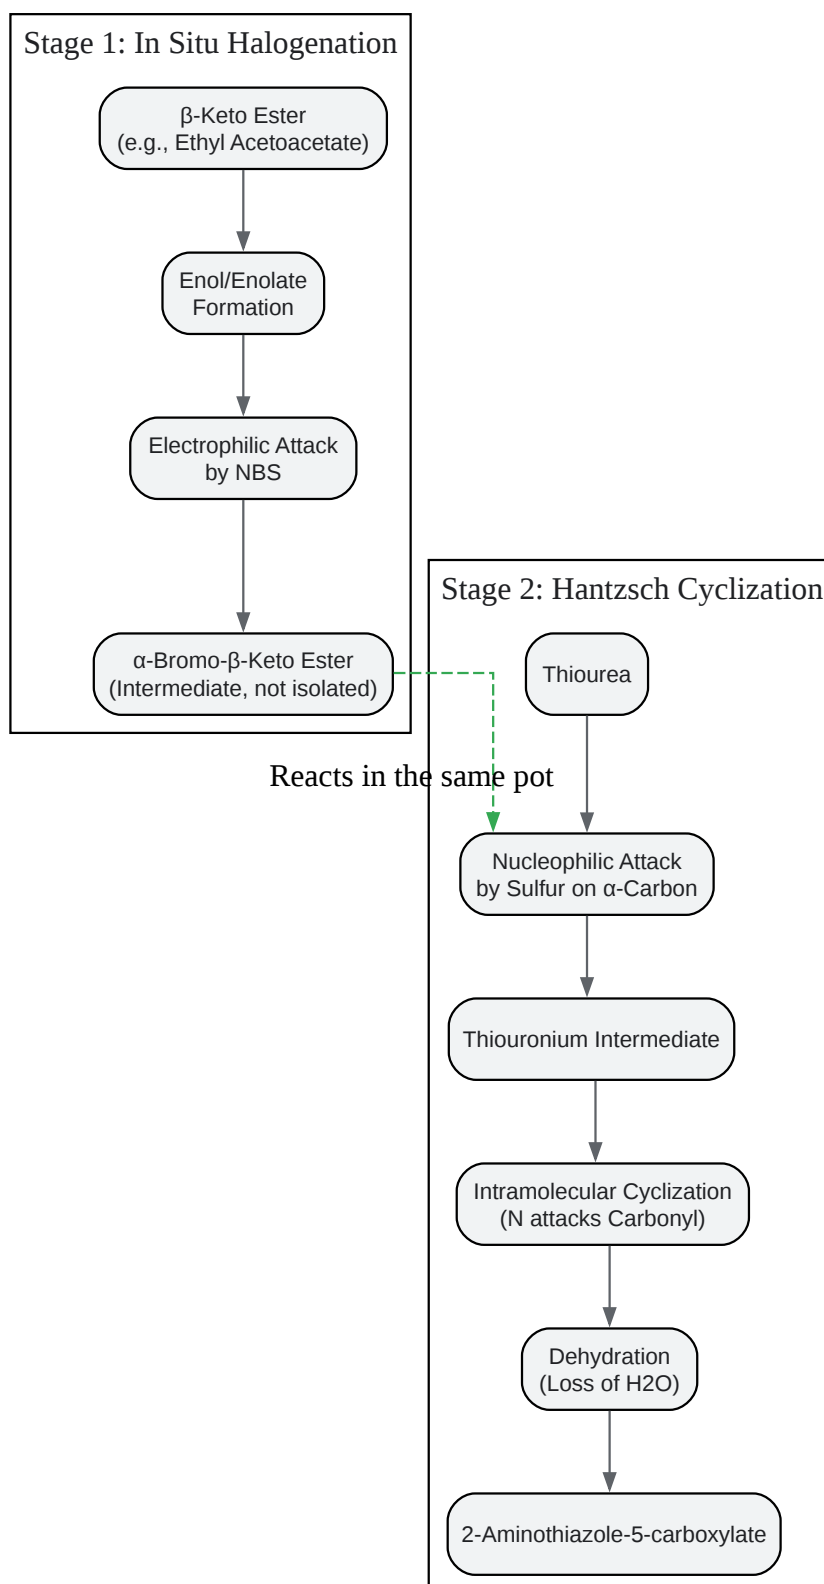 Stage 1: In Situ Halogenation
β-Keto Ester
(e.g., Ethyl Acetoacetate)
Enol/Enolate
Formation
Electrophilic Attack
by NBS
α-Bromo-β-Keto Ester
(Intermediate, not isolated)
Reacts in the same pot
Stage 2: Hantzsch Cyclization
Thiourea
Nucleophilic Attack
by Sulfur on α-Carbon
Thiouronium Intermediate
Intramolecular Cyclization
(N attacks Carbonyl)
Dehydration
(Loss of H2O)
2-Aminothiazole-5-carboxylate